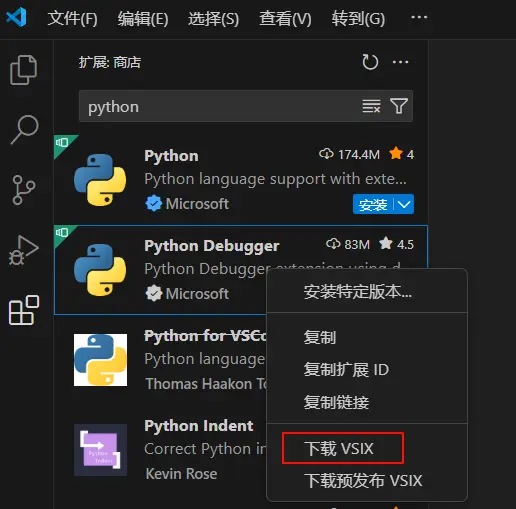 文件(F) 编辑(E) 选择(S) 查看(V) 转到(G) ···
扩展: 商店
python
Python 174.4M 4
Python language support with exte...
Microsoft 安装
Python Debugger 83M 4.5
Python Debugger extension using d
Microsoft
安装特定版本...
Python for VSCo
复制
Python language
复制扩展 ID
Thomas Haakon To
复制链接
Python Indent
Correct Python in
下载 VSIX
Kevin Rose
下载预发布 VSIX